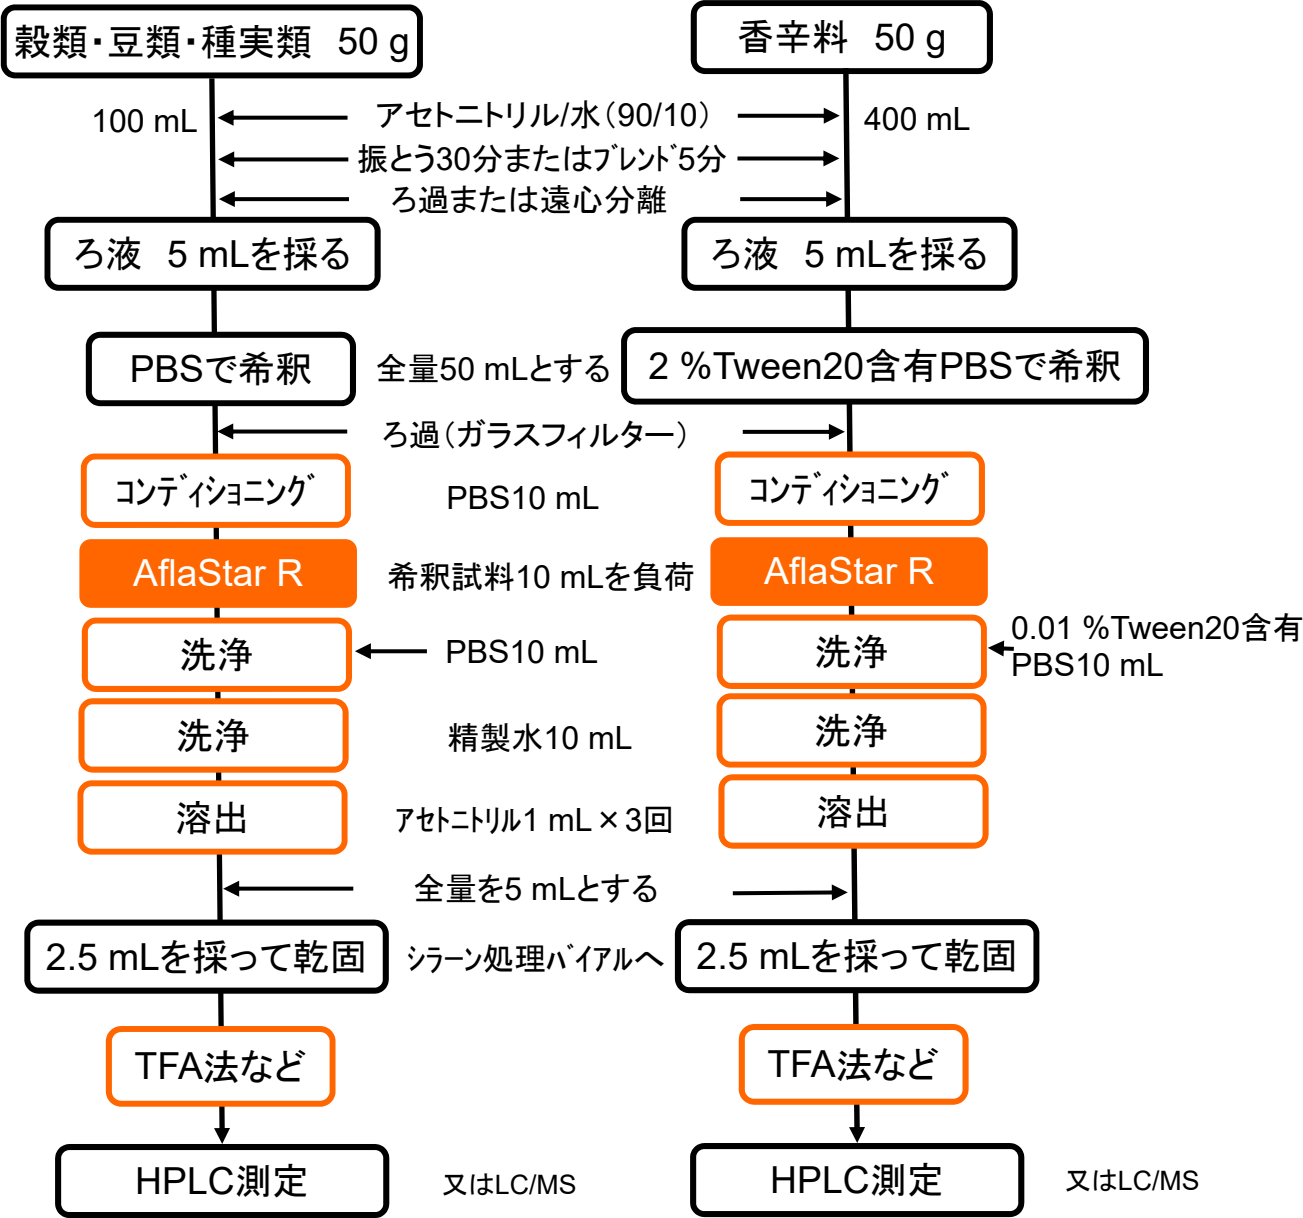 穀類・豆類・種実類　50 g
香辛料　50 g
100 mL
アセトニトリル/水（90/10）
400 mL
振とう30分またはﾌﾞﾚﾝﾄﾞ5分
ろ過または遠心分離
ろ液　5 mLを採る
ろ液　5 mLを採る
PBSで希釈
全量50 mLとする
2 %Tween20含有PBSで希釈
ろ過（ガラスフィルター）
ｺﾝﾃﾞｨｼｮﾆﾝｸﾞ
PBS10 mL
ｺﾝﾃﾞｨｼｮﾆﾝｸﾞ
AflaStar R
希釈試料10 mLを負荷
AflaStar R
洗浄
PBS10 mL
洗浄
0.01 %Tween20含有
PBS10 mL
洗浄
精製水10 mL
洗浄
溶出
ｱｾﾄﾆﾄﾘﾙ1 mL×3回
溶出
全量を5 mLとする
2.5 mLを採って乾固
ｼﾗｰﾝ処理ﾊﾞｲｱﾙへ
2.5 mLを採って乾固
TFA法など
TFA法など
HPLC測定
又はLC/MS
HPLC測定
又はLC/MS